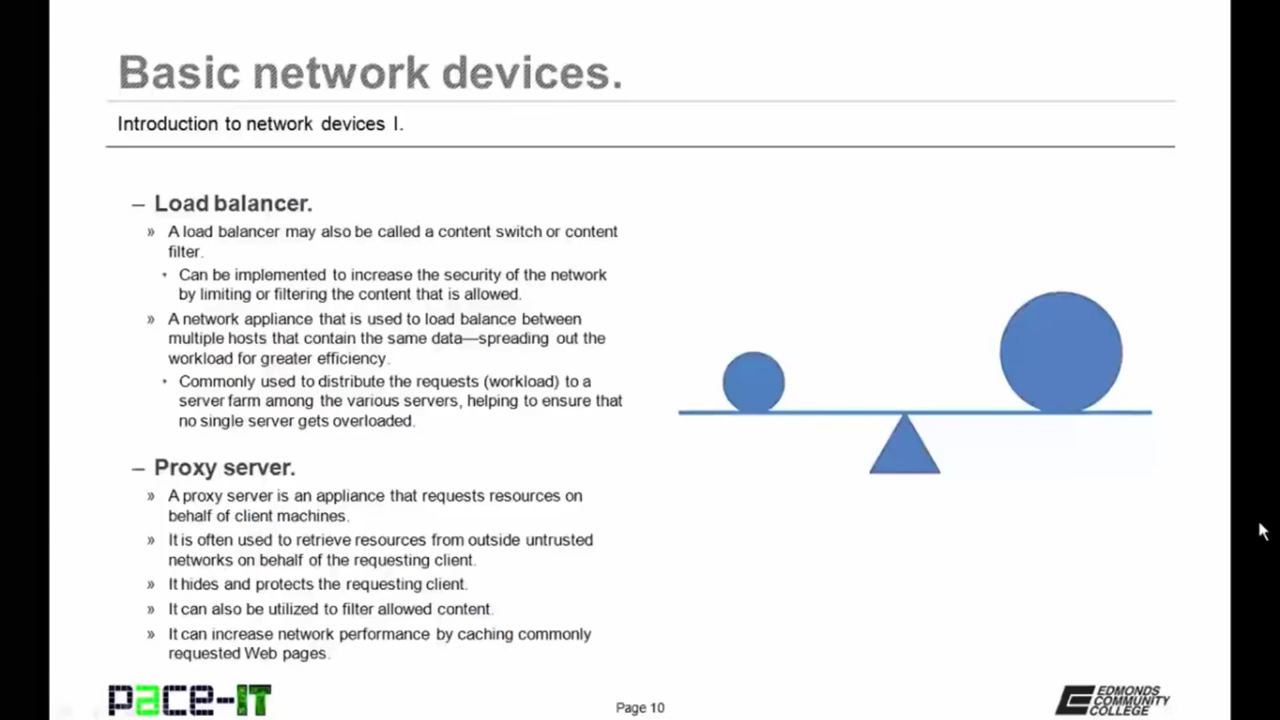 Basic network devices.
Introduction to network devices I.
– Load balancer.
» A load balancer may also be called a content switch or content
filter.
• Can be implemented to increase the security of the network
by limiting or filtering the content that is allowed.
» A network appliance that is used to load balance between
multiple hosts that contain the same data—spreading out the
workload for greater efficiency.
• Commonly used to distribute the requests (workload) to a
server farm among the various servers, helping to ensure that
no single server gets overloaded.
– Proxy server.
» A proxy server is an appliance that requests resources on
behalf of client machines.
» It is often used to retrieve resources from outside untrusted
networks on behalf of the requesting client.
» It hides and protects the requesting client.
» It can also be utilized to filter allowed content.
» It can increase network performance by caching commonly
requested Web pages.
PACE-IT
Page 10
EDMONDS
COMMUNITY
COLLEGE